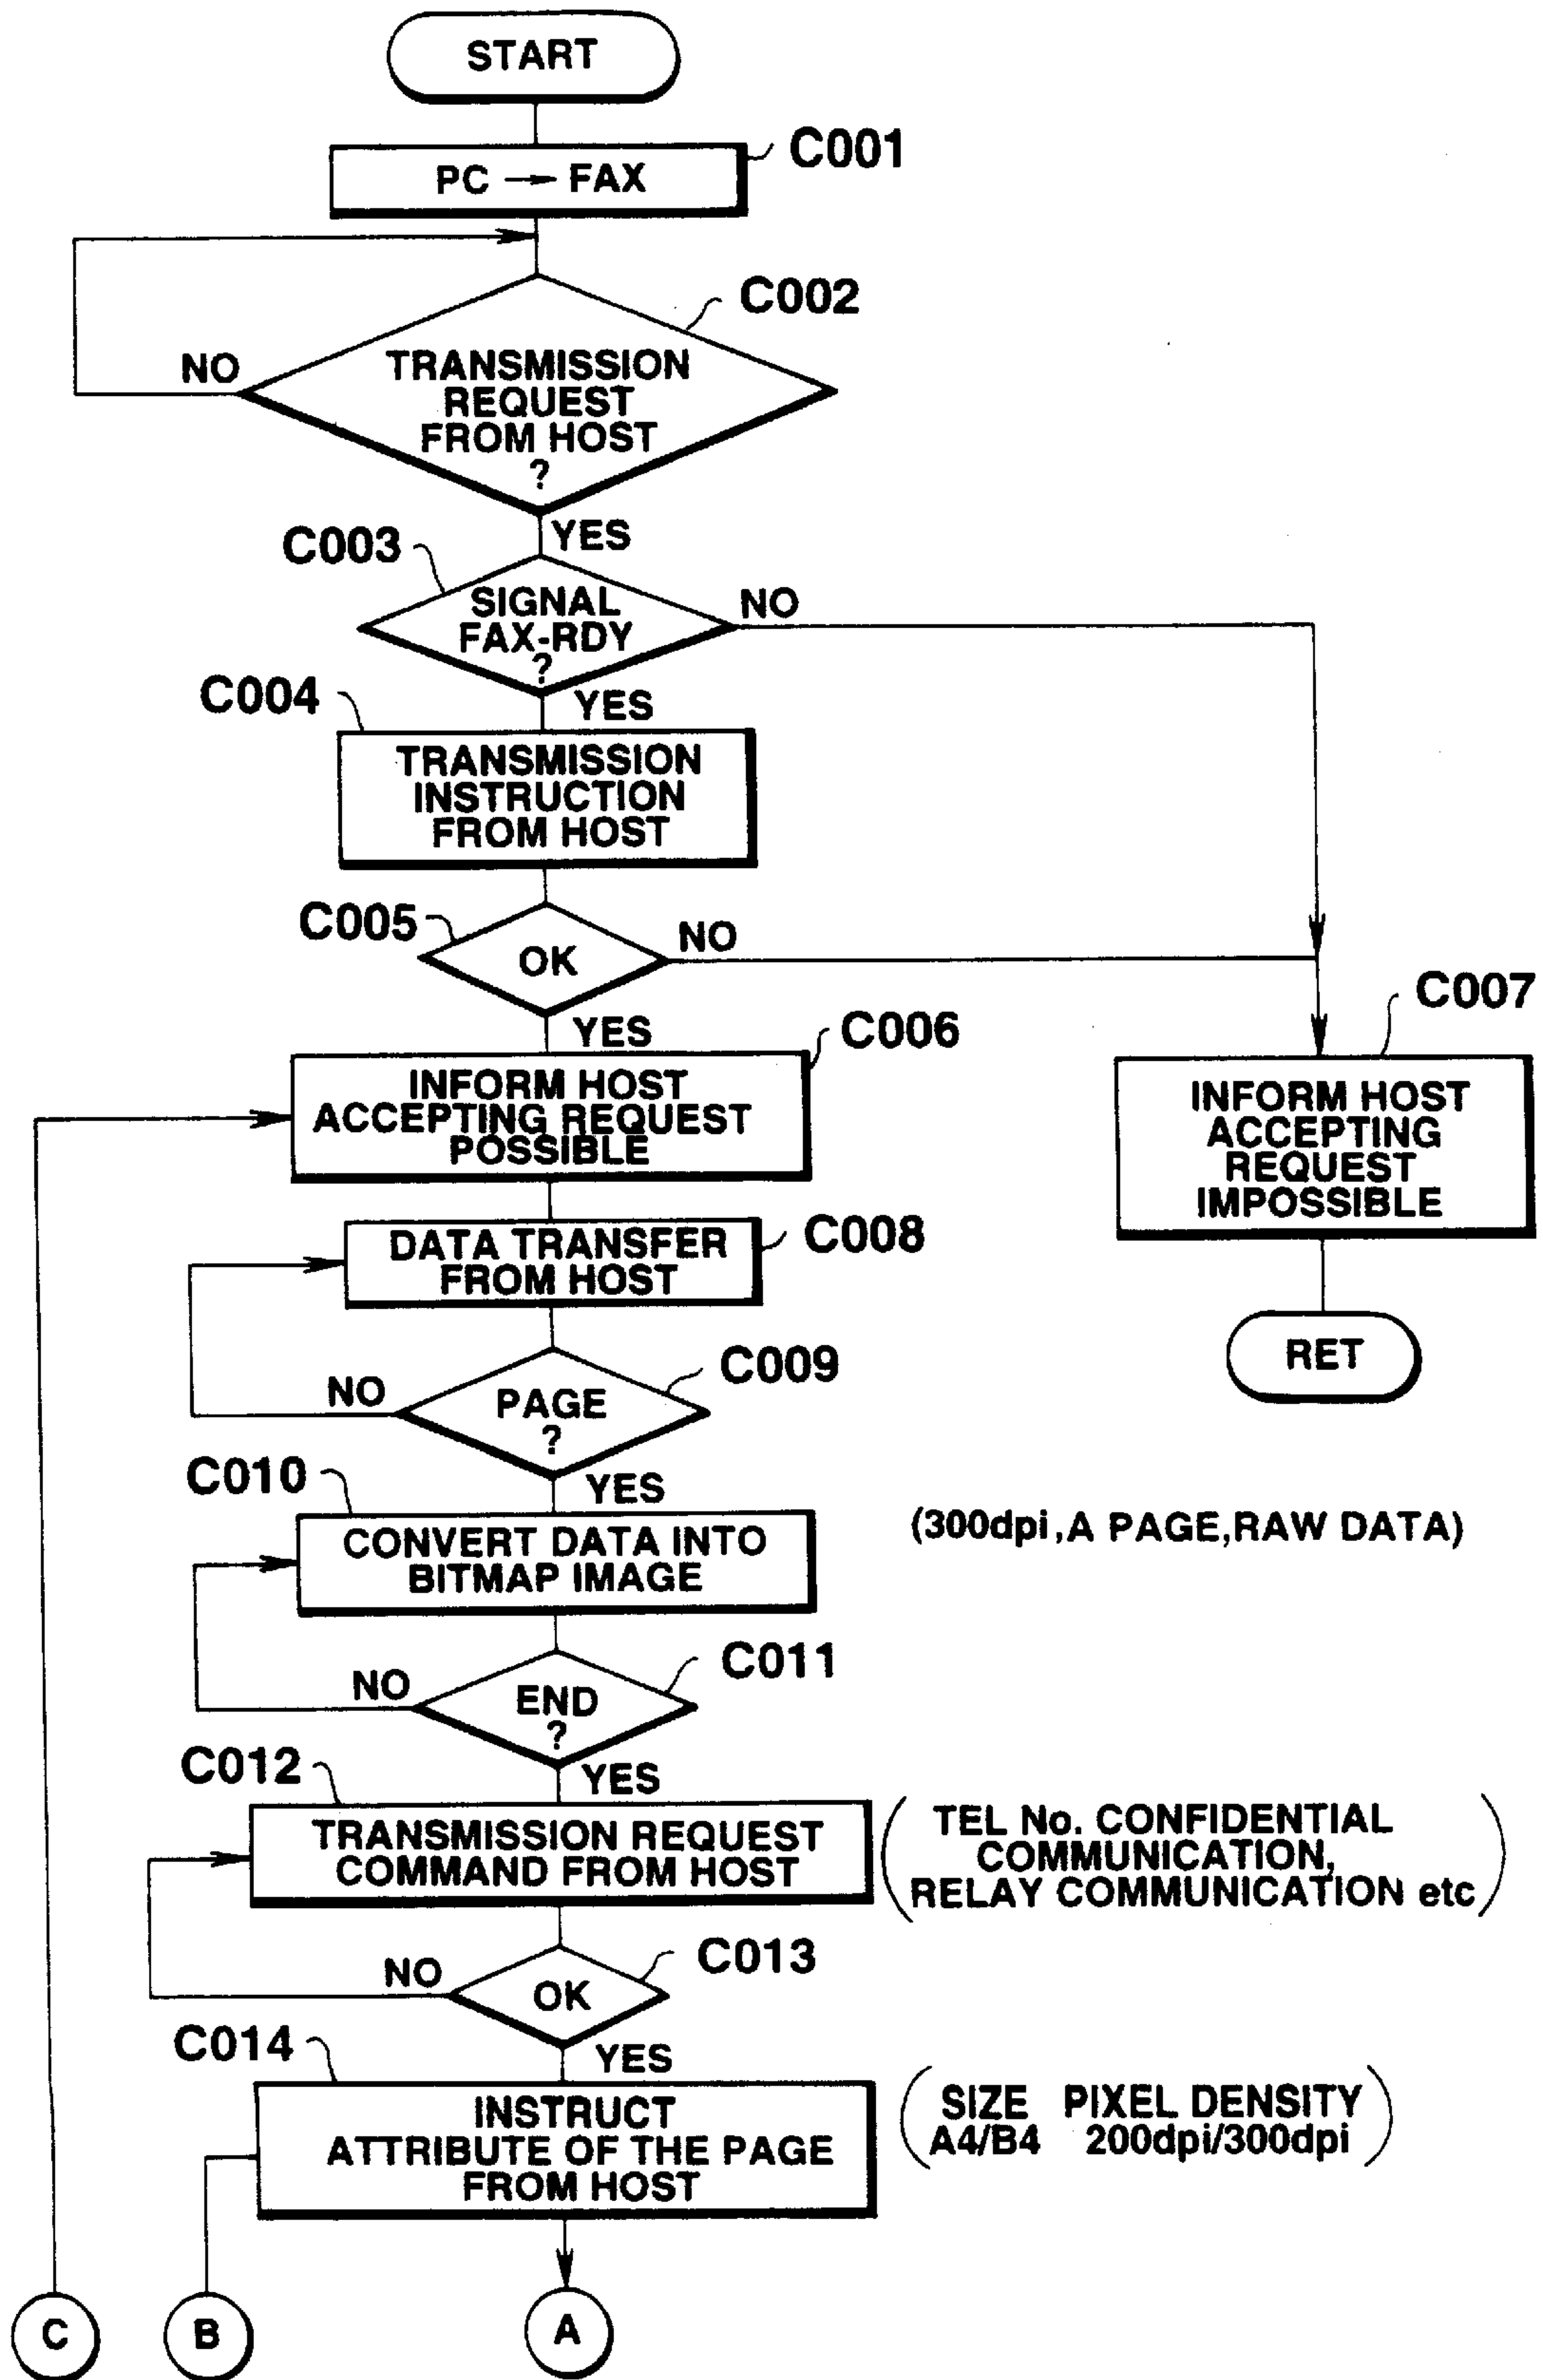 START
C001
PC → FAX
C002
NO
TRANSMISSION
REQUEST
FROM HOST
?
YES
C003
SIGNAL
FAX-RDY
?
NO
YES
C004
TRANSMISSION
INSTRUCTION
FROM HOST
C005
OK
NO
YES
C006
INFORM HOST
ACCEPTING REQUEST
POSSIBLE
C007
INFORM HOST
ACCEPTING
REQUEST
IMPOSSIBLE
RET
C008
DATA TRANSFER
FROM HOST
C009
NO
PAGE
?
YES
C010
CONVERT DATA INTO
BITMAP IMAGE
(300dpi,A PAGE,RAW DATA)
C011
NO
END
?
YES
C012
TRANSMISSION REQUEST
COMMAND FROM HOST
(TEL No. CONFIDENTIAL
COMMUNICATION,
RELAY COMMUNICATION etc)
C013
NO
OK
YES
C014
INSTRUCT
ATTRIBUTE OF THE PAGE
FROM HOST
(SIZE PIXEL DENSITY
A4/B4 200dpi/300dpi)
C
B
A